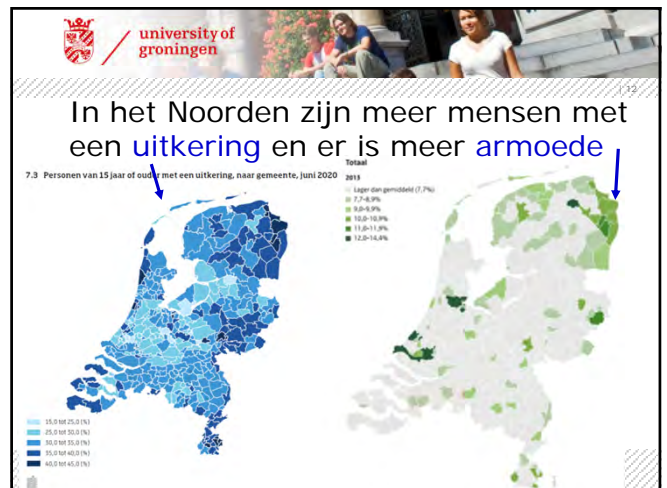 university of
groningen
| 12
In het Noorden zijn meer mensen met
een uitkering en er is meer armoede
7.3 Personen van 15 jaar of ouder met een uitkering, naar gemeente, juni 2020
Totaal
2013
Lager dan gemiddeld (7,7%)
7,7-8,9%
9,0-9,9%
10,0-10,9%
11,0-11,9%
12,0-14,4%
15,0 tot 25,0 (%)
25,0 tot 30,0 (%)
30,0 tot 35,0 (%)
35,0 tot 40,0 (%)
40,0 tot 45,0 (%)